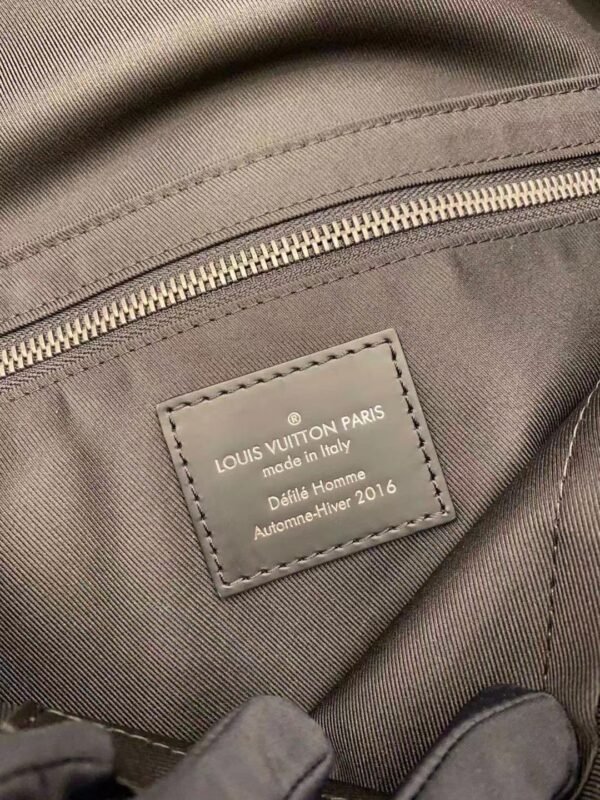 ®
LOUIS VUITTON PARIS
made in Italy
Défilé Homme
Automne-Hiver 2016